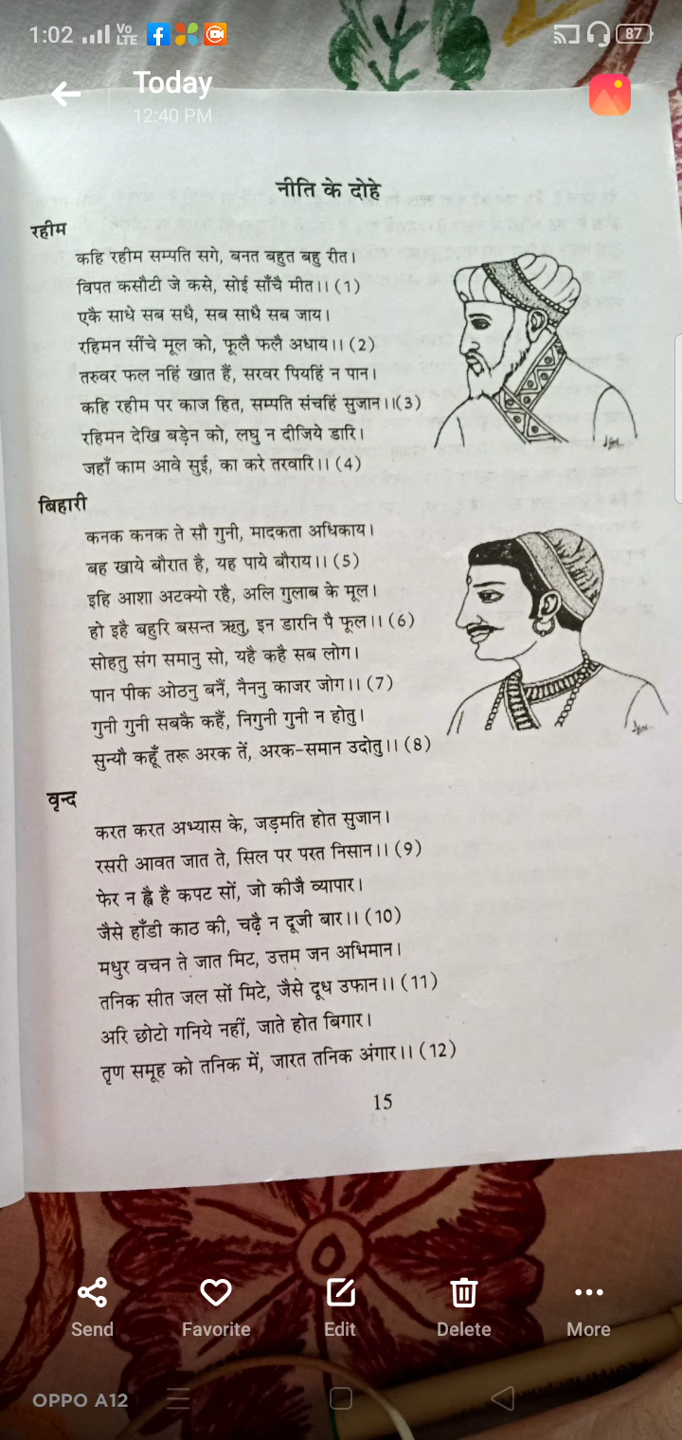 1:02 Vo LTE 87
Today
12:40 PM
नीति के दोहे
रहीम
कहि रहीम सम्पति सगे, बनत बहुत बहु रीत।
विपत कसौटी जे कसे, सोई साँचै मीत।। (1)
एकै साधे सब सधै, सब साधै सब जाय।
रहिमन सींचे मूल को, फूलै फलै अधाय।। (2)
तरुवर फल नहिं खात हैं, सरवर पियहिं न पान।
कहि रहीम पर काज हित, सम्पति संचहिं सुजान।।(3)
रहिमन देखि बड़ेन को, लघु न दीजिये डारि।
जहाँ काम आवे सुई, का करे तरवारि।। (4)
बिहारी
कनक कनक ते सौ गुनी, मादकता अधिकाय।
बह खाये बौरात है, यह पाये बौराय।। (5)
इहि आशा अटक्यो रहै, अलि गुलाब के मूल।
हो इहै बहुरि बसन्त ऋतु, इन डारनि पै फूल।। (6)
सोहतु संग समानु सो, यहै कहै सब लोग।
पान पीक ओठनु बनैं, नैननु काजर जोग।। (7)
गुनी गुनी सबकै कहैं, निगुनी गुनी न होतु।
सुन्यौ कहूँ तरू अरक तें, अरक-समान उदोतु।। (8)
वृन्द
करत करत अभ्यास के, जड़मति होत सुजान।
रसरी आवत जात ते, सिल पर परत निसान।। (9)
फेर न ह्वै है कपट सों, जो कीजै व्यापार।
जैसे हाँडी काठ की, चढ़ै न दूजी बार।। (10)
मधुर वचन ते जात मिट, उत्तम जन अभिमान।
तनिक सीत जल सों मिटे, जैसे दूध उफान।। (11)
अरि छोटो गनिये नहीं, जाते होत बिगार।
तृण समूह को तनिक में, जारत तनिक अंगार।। (12)
15
Send Favorite Edit Delete More
OPPO A12